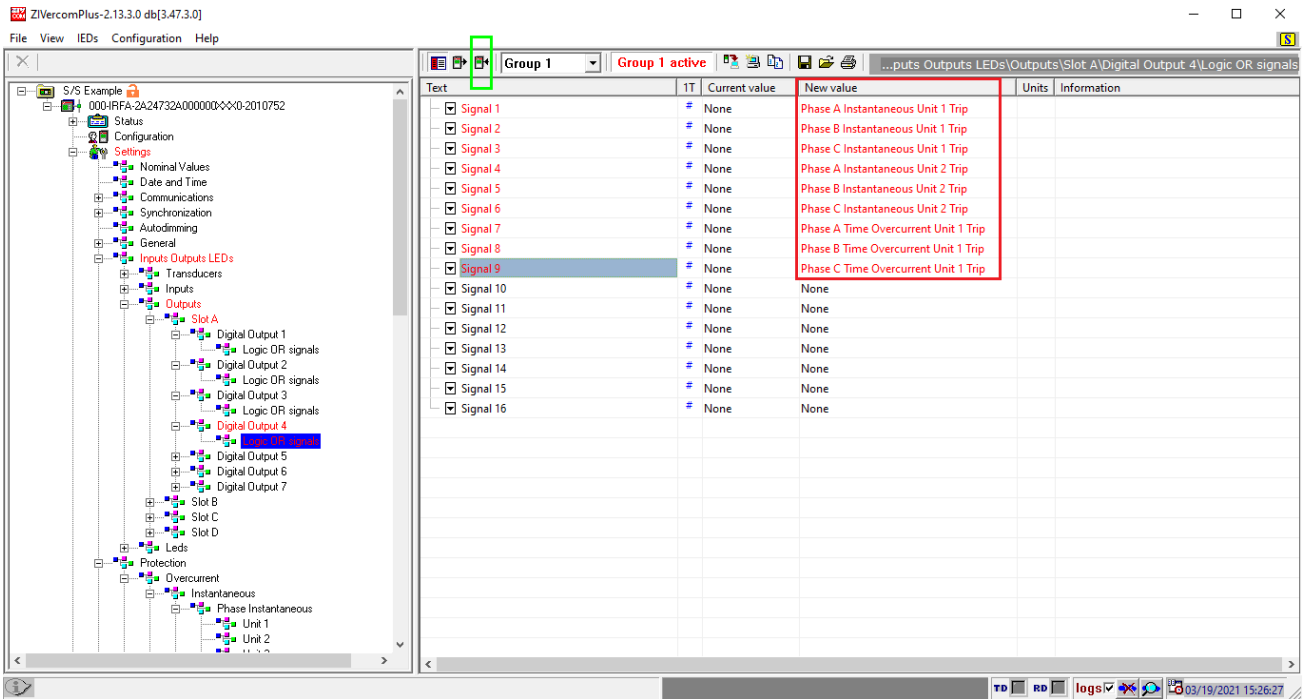 ZIVercomPlus-2.13.3.0 db[3.47.3.0]
File View IEDs Configuration Help
Group 1 Group 1 active ...puts Outputs LEDs\Outputs\Slot A\Digital Output 4\Logic OR signals
S/S Example
000-IRFA-2A24732A000000XXX0-2010752
Status
Configuration
Settings
Nominal Values
Date and Time
Communications
Synchronization
Autodimming
General
Inputs Outputs LEDs
Transducers
Inputs
Outputs
Slot A
Digital Output 1
Logic OR signals
Digital Output 2
Logic OR signals
Digital Output 3
Logic OR signals
Digital Output 4
Logic OR signals
Digital Output 5
Digital Output 6
Digital Output 7
Slot B
Slot C
Slot D
Leds
Protection
Overcurrent
Instantaneous
Phase Instantaneous
Unit 1
Unit 2
Text 1T Current value New value Units Information
Signal 1 # None Phase A Instantaneous Unit 1 Trip
Signal 2 # None Phase B Instantaneous Unit 1 Trip
Signal 3 # None Phase C Instantaneous Unit 1 Trip
Signal 4 # None Phase A Instantaneous Unit 2 Trip
Signal 5 # None Phase B Instantaneous Unit 2 Trip
Signal 6 # None Phase C Instantaneous Unit 2 Trip
Signal 7 # None Phase A Time Overcurrent Unit 1 Trip
Signal 8 # None Phase B Time Overcurrent Unit 1 Trip
Signal 9 # None Phase C Time Overcurrent Unit 1 Trip
Signal 10 # None None
Signal 11 # None None
Signal 12 # None None
Signal 13 # None None
Signal 14 # None None
Signal 15 # None None
Signal 16 # None None
TD RD logs 03/19/2021 15:26:27